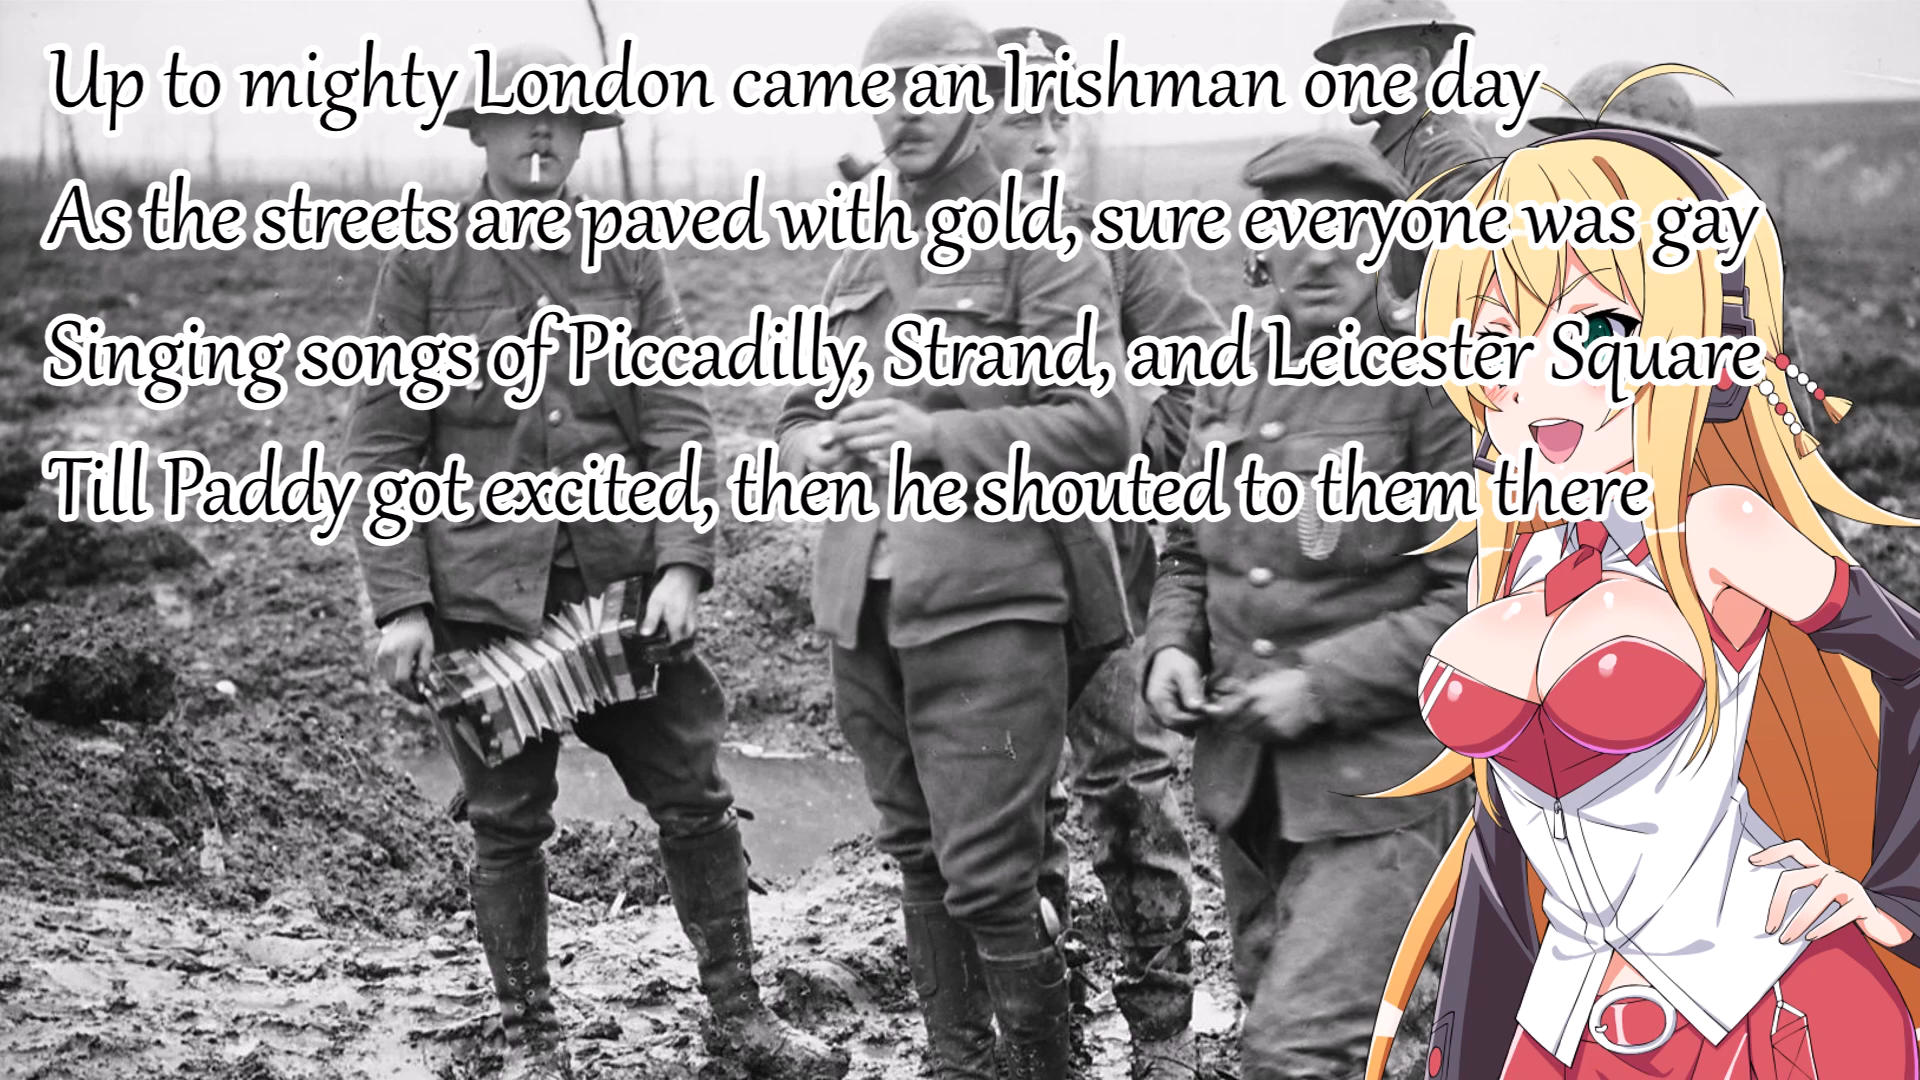 Up to mighty London came an Irishman one day
As the streets are paved with gold, sure everyone was gay
Singing songs of Piccadilly, Strand, and Leicester Square
Till Paddy got excited, then he shouted to them there